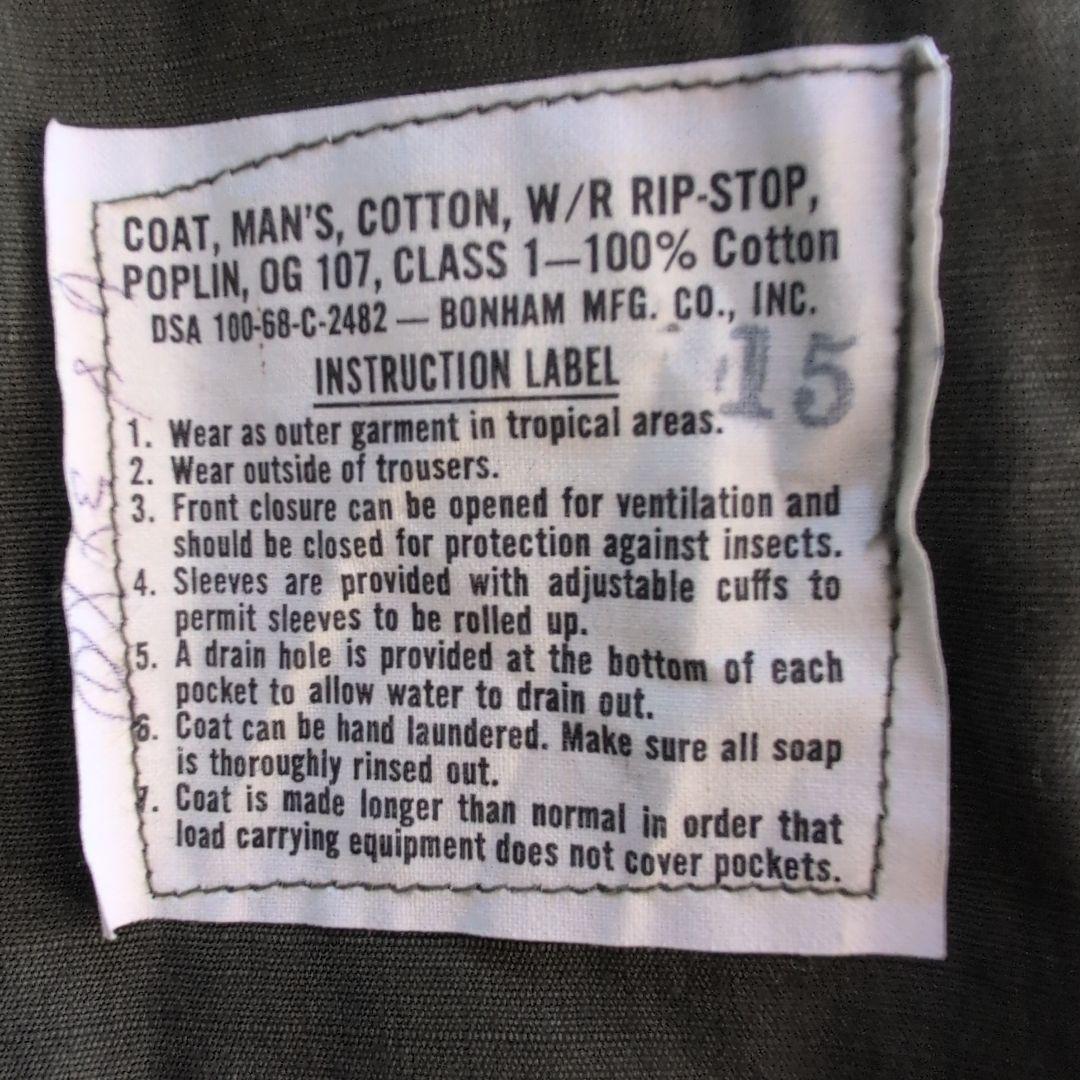 COAT, MAN'S, COTTON, W/R RIP-STOP,
POPLIN, OG 107, CLASS 1—100% Cotton
DSA 100-68-C-2482 — BONHAM MFG. CO., INC.
15
INSTRUCTION LABEL
1. Wear as outer garment in tropical areas.
2. Wear outside of trousers.
3. Front closure can be opened for ventilation and
should be closed for protection against insects.
4. Sleeves are provided with adjustable cuffs to
permit sleeves to be rolled up.
5. A drain hole is provided at the bottom of each
pocket to allow water to drain out.
6. Coat can be hand laundered. Make sure all soap
is thoroughly rinsed out.
7. Coat is made longer than normal in order that
load carrying equipment does not cover pockets.